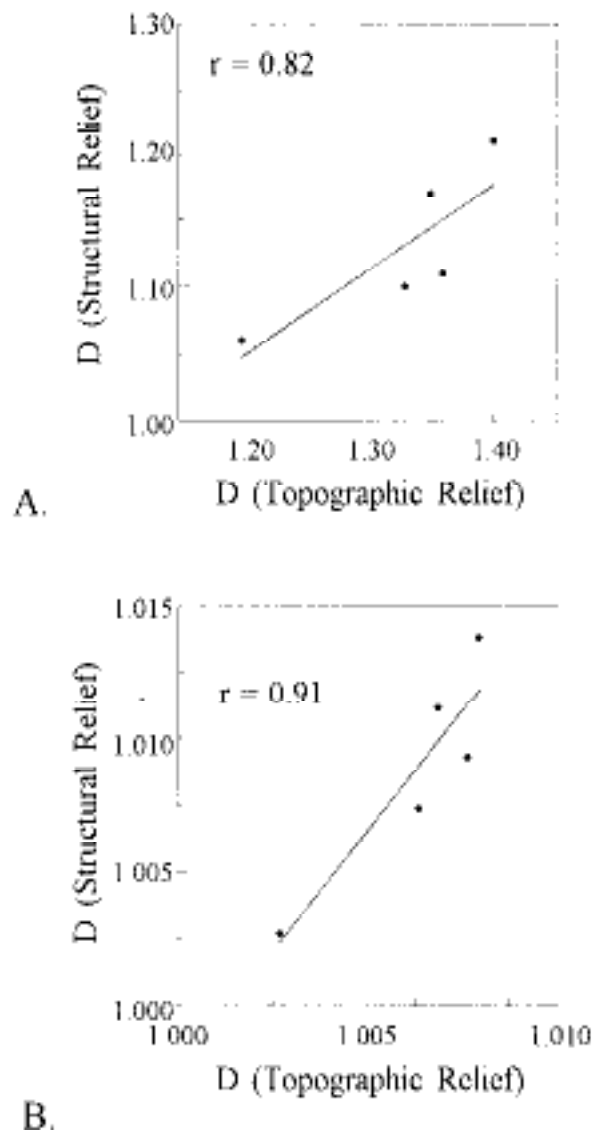 1.30
r = 0.82
1.20
1.10
1.00
D (Structural Relief)
1.20 1.30 1.40
D (Topographic Relief)
A.
1.015
r = 0.91
1.010
1 005
1.000
D (Structural Relief)
1 000 1 005 1.010
D (Topographic Relief)
B.